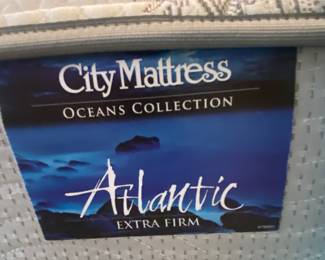 City Mattress
OCEANS COLLECTION
Atlantic
EXTRA FIRM